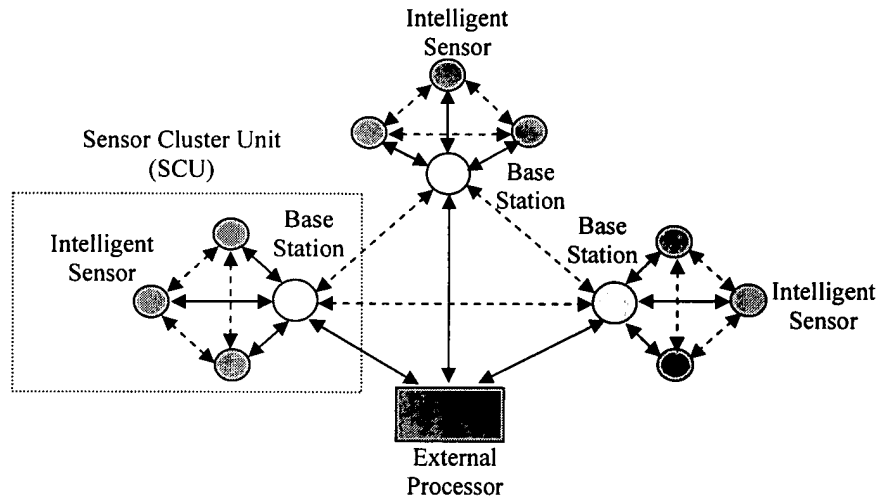 Intelligent
Sensor
Sensor Cluster Unit
(SCU)
Base
Station
Base
Station
Intelligent
Sensor
Base
Station
Intelligent
Sensor
External
Processor